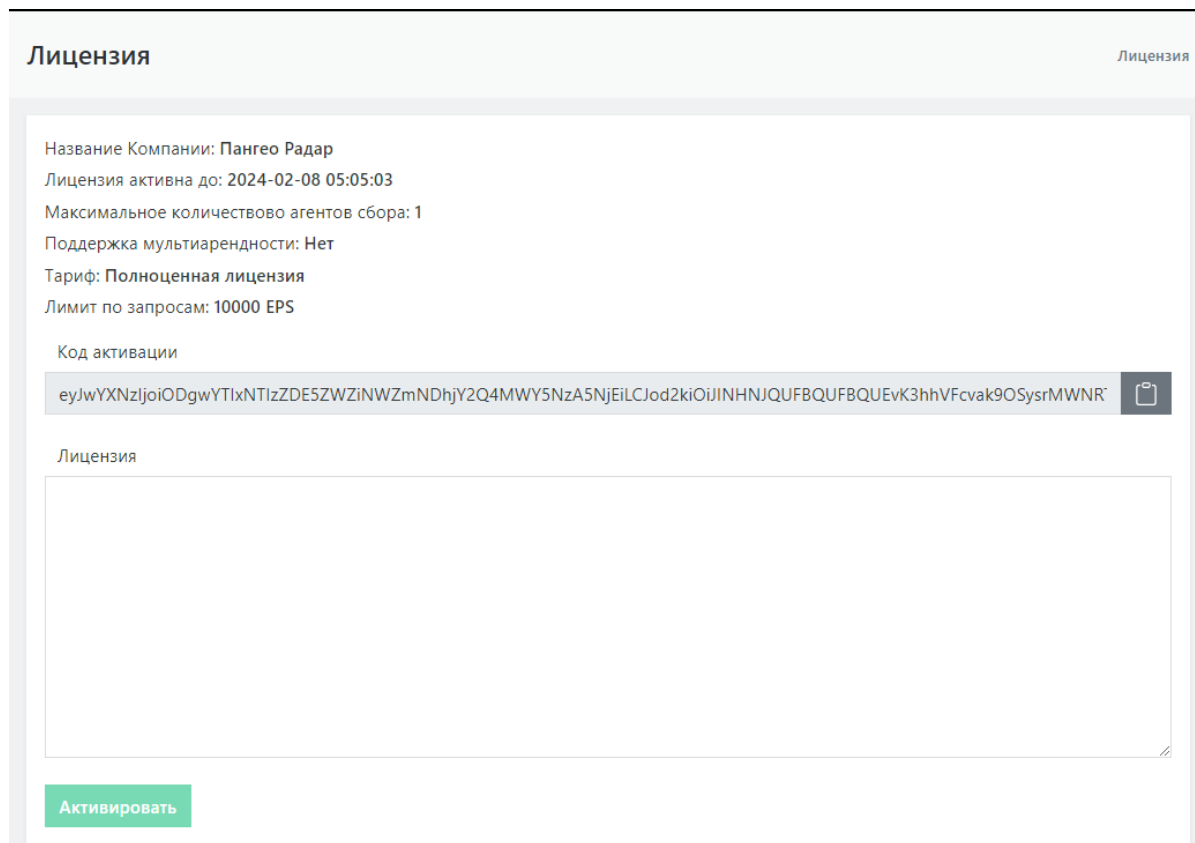 Лицензия
Лицензия
Название Компании: Пангео Радар
Лицензия активна до: 2024-02-08 05:05:03
Максимальное количествово агентов сбора: 1
Поддержка мультиарендности: Нет
Тариф: Полноценная лицензия
Лимит по запросам: 10000 EPS
Код активации
eyJwYXNzIjoiODgwYTIxNTIzZDE5ZWZiNWZmNDhjY2Q4MWY5NzA5NjEiLCJod2kiOiJINHNJQUFBQUFBQUEvK3hhVFcvak9OSysrMWNR
Лицензия
Активировать